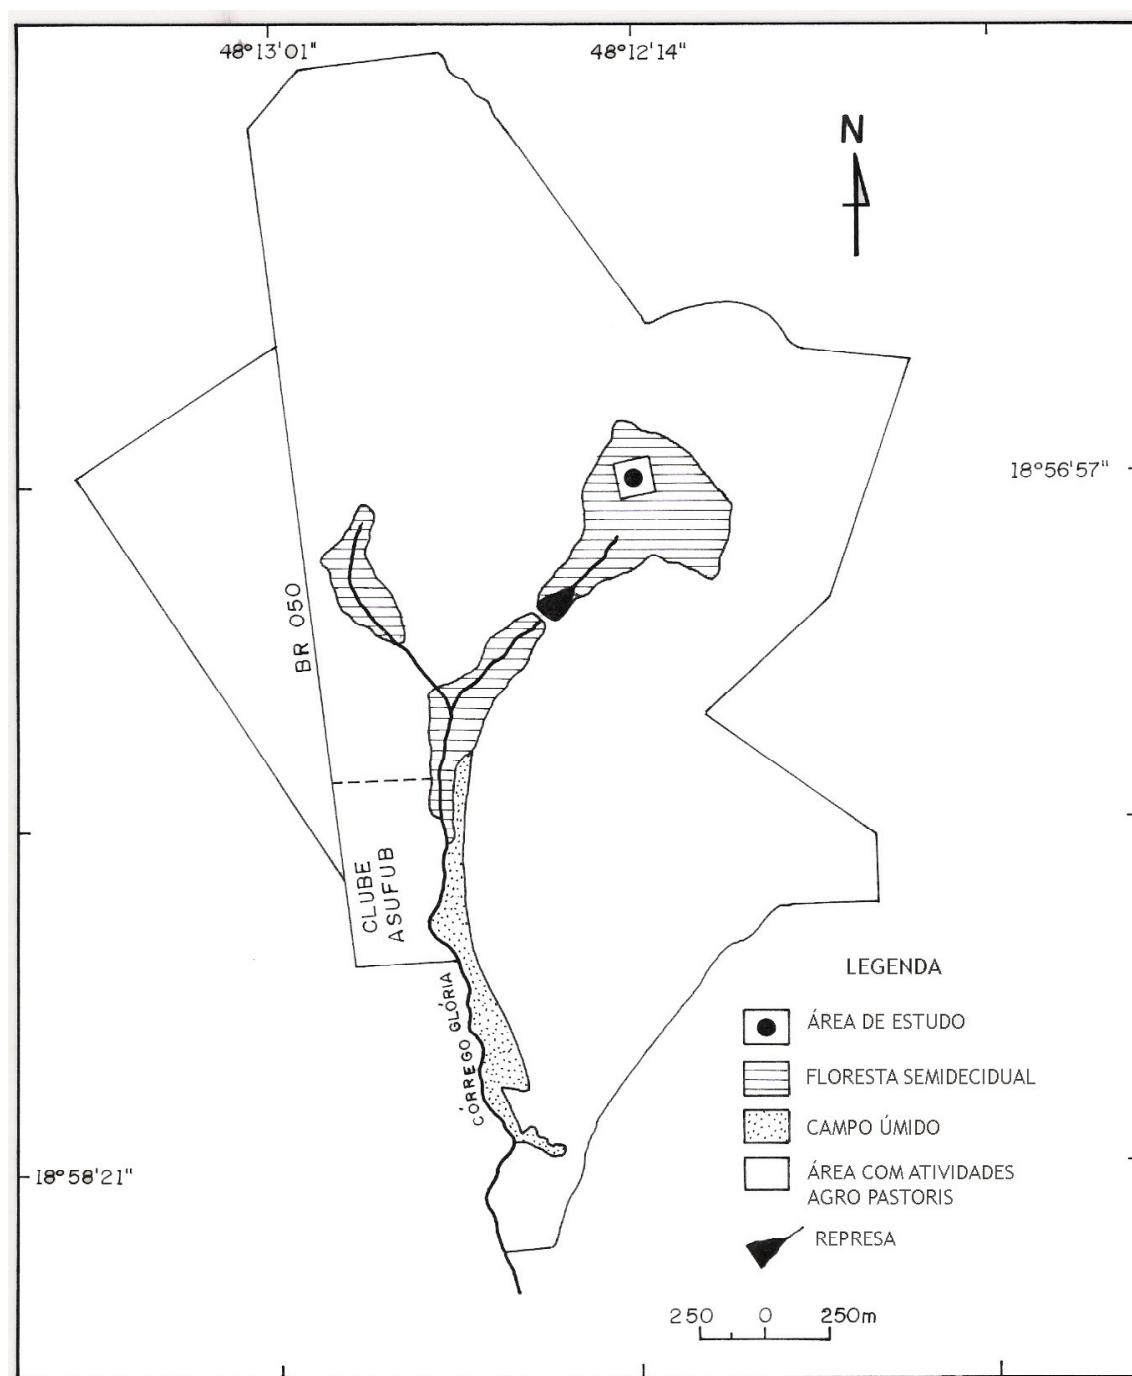 48°13'01"
48°12'14"
N
18°56'57"
BR 050
CLUBE
ASUFUB
CÓRREGO GLÓRIA
18°58'21"
LEGENDA
ÁREA DE ESTUDO
FLORESTA SEMIDECIDUAL
CAMPO ÚMIDO
ÁREA COM ATIVIDADES
AGRO PASTORIS
REPRESA
250 0 250m